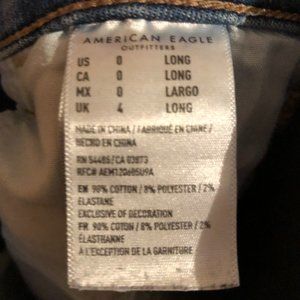 AMERICAN EAGLE
OUTFITTERS
US 0 LONG
CA 0 LONG
MX 0 LARGO
UK 4 LONG
MADE IN CHINA / FABRIQUÉ EN CHINE /
HECHO EN CHINA
RN 54485/CA 03873
RFC# AEM120605U9A
EN: 90% COTTON / 8% POLYESTER / 2%
ELASTANE
EXCLUSIVE OF DECORATION
FR: 90% COTON / 8% POLYESTER / 2%
ÉLASTHANNE
À L'EXCEPTION DE LA GARNITURE